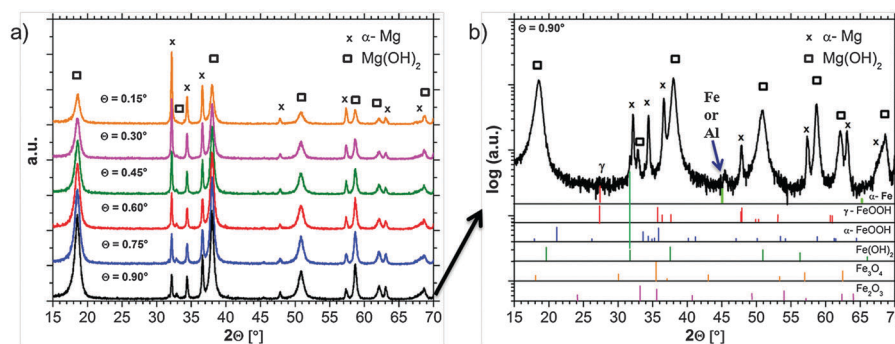 a)
x α- Mg
Mg(OH)2
Θ = 0.15°
Θ = 0.30°
Θ = 0.45°
Θ = 0.60°
Θ = 0.75°
Θ = 0.90°
a.u.
15 20 25 30 35 40 45 50 55 60 65 70
2Θ [°]
b)
Θ = 0.90°
x α- Mg
Mg(OH)2
Fe
or
Al
γ
log (a.u.)
α- Fe
γ - FeOOH
α- FeOOH
Fe(OH)2
Fe3O4
Fe2O3
15 20 25 30 35 40 45 50 55 60 65 70
2Θ [°]